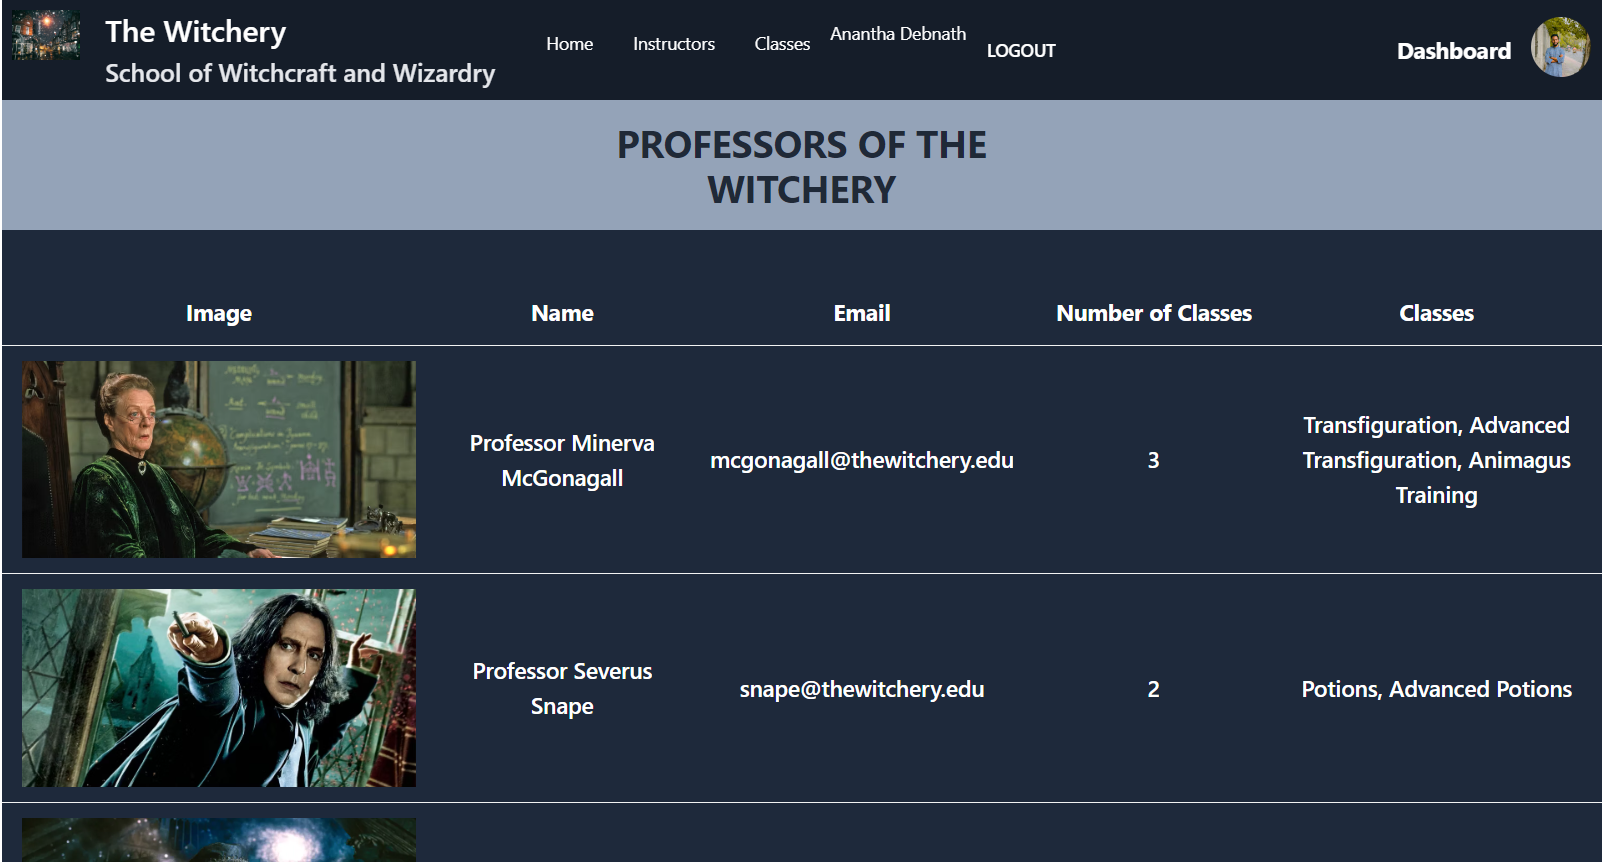 The Witchery
School of Witchcraft and Wizardry
Home
Instructors
Classes
Anantha Debnath
LOGOUT
Dashboard
PROFESSORS OF THE
WITCHERY
Image
Name
Email
Number of Classes
Classes
Professor Minerva
McGonagall
mcgonagall@thewitchery.edu
3
Transfiguration, Advanced
Transfiguration, Animagus
Training
Professor Severus
Snape
snape@thewitchery.edu
2
Potions, Advanced Potions